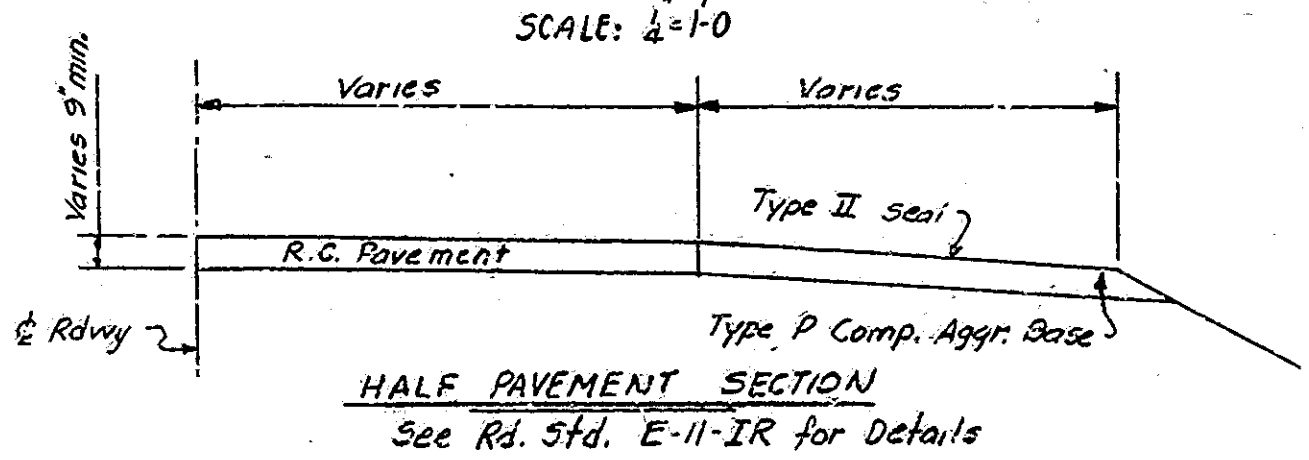 SCALE: 1/4"=1'-0
Varies 9" min.
Varies
Varies
Type II Seal
R.C. Pavement
℄ Rdwy
Type P Comp. Aggr. Base
HALF PAVEMENT SECTION
See Rd. Std. E-11-IR for Details